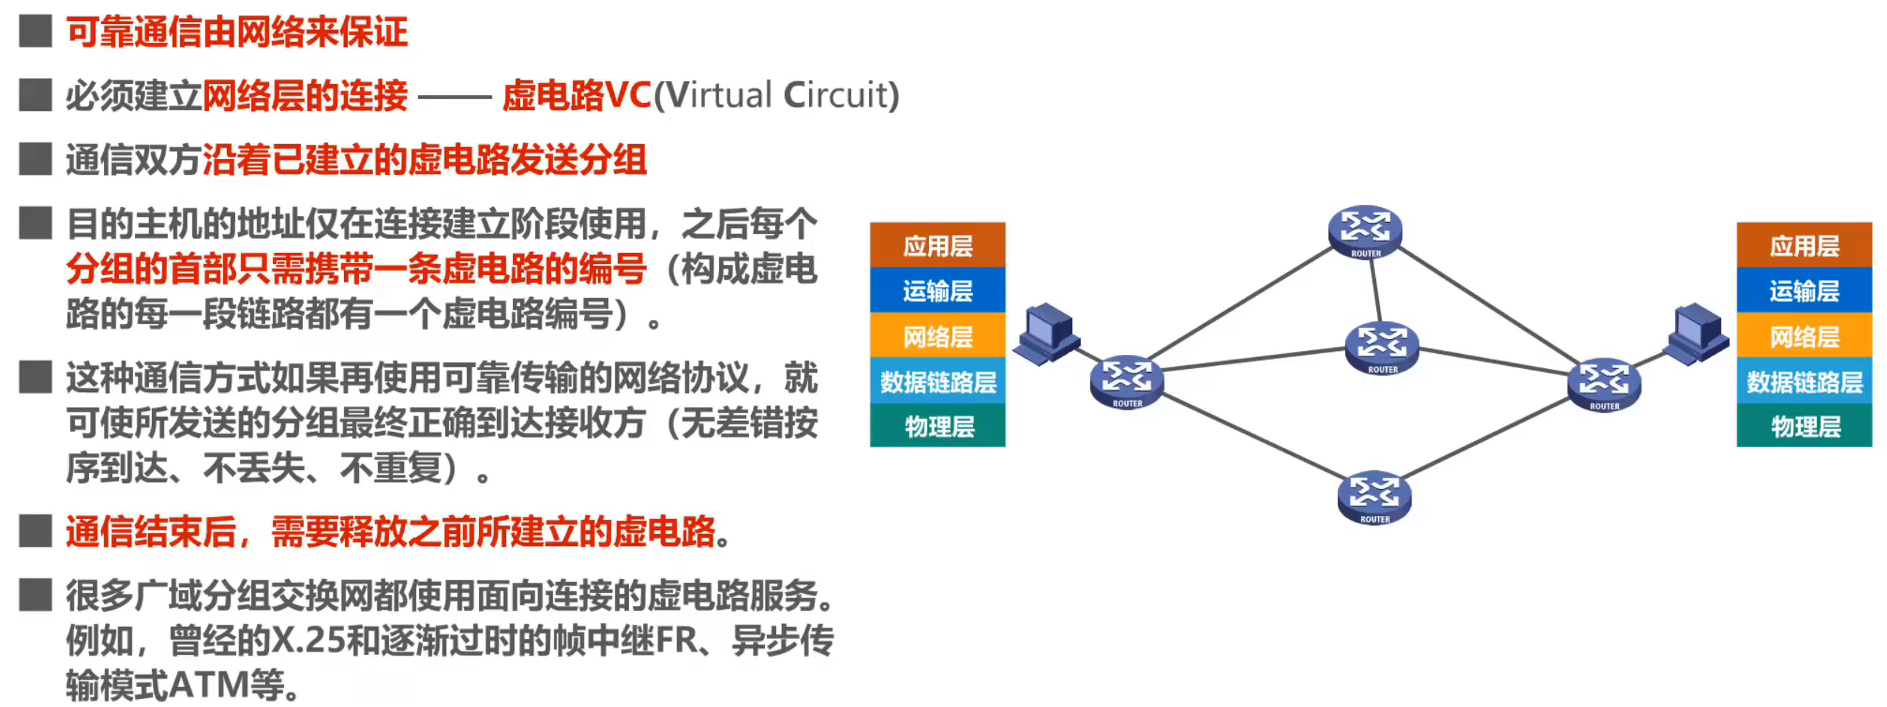 可靠通信由网络来保证
必须建立网络层的连接 —— 虚电路VC(Virtual Circuit)
通信双方沿着已建立的虚电路发送分组
目的主机的地址仅在连接建立阶段使用，之后每个
分组的首部只需携带一条虚电路的编号（构成虚电
路的每一段链路都有一个虚电路编号）。
这种通信方式如果再使用可靠传输的网络协议，就
可使所发送的分组最终正确到达接收方（无差错按
序到达、不丢失、不重复）。
通信结束后，需要释放之前所建立的虚电路。
很多广域分组交换网都使用面向连接的虚电路服务。
例如，曾经的X.25和逐渐过时的帧中继FR、异步传
输模式ATM等。
应用层
运输层
网络层
数据链路层
物理层
ROUTER
ROUTER
ROUTER
ROUTER
ROUTER
应用层
运输层
网络层
数据链路层
物理层